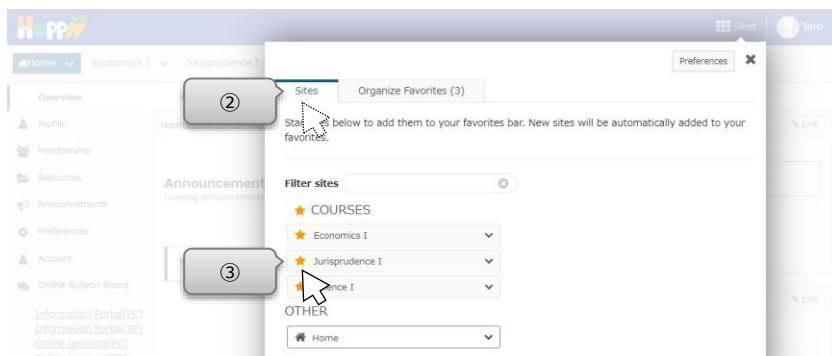 Hoppii
Sites
Taro
Home
Economics I
Jurisprudence I
Preferences
Overview
②
Sites
Organize Favorites (3)
Profile
Link
below to add them to your favorites bar. New sites will be automatically added to your
favorites.
Membership
Resources
Announcement
Filter sites
Announcements
COURSES
Preferences
Economics I
Account
Jurisprudence I
③
Online Bulletin Board
I
Link
OTHER
Information Portal(PC)
Information Portal(SP)
Home
Online learning(PC)